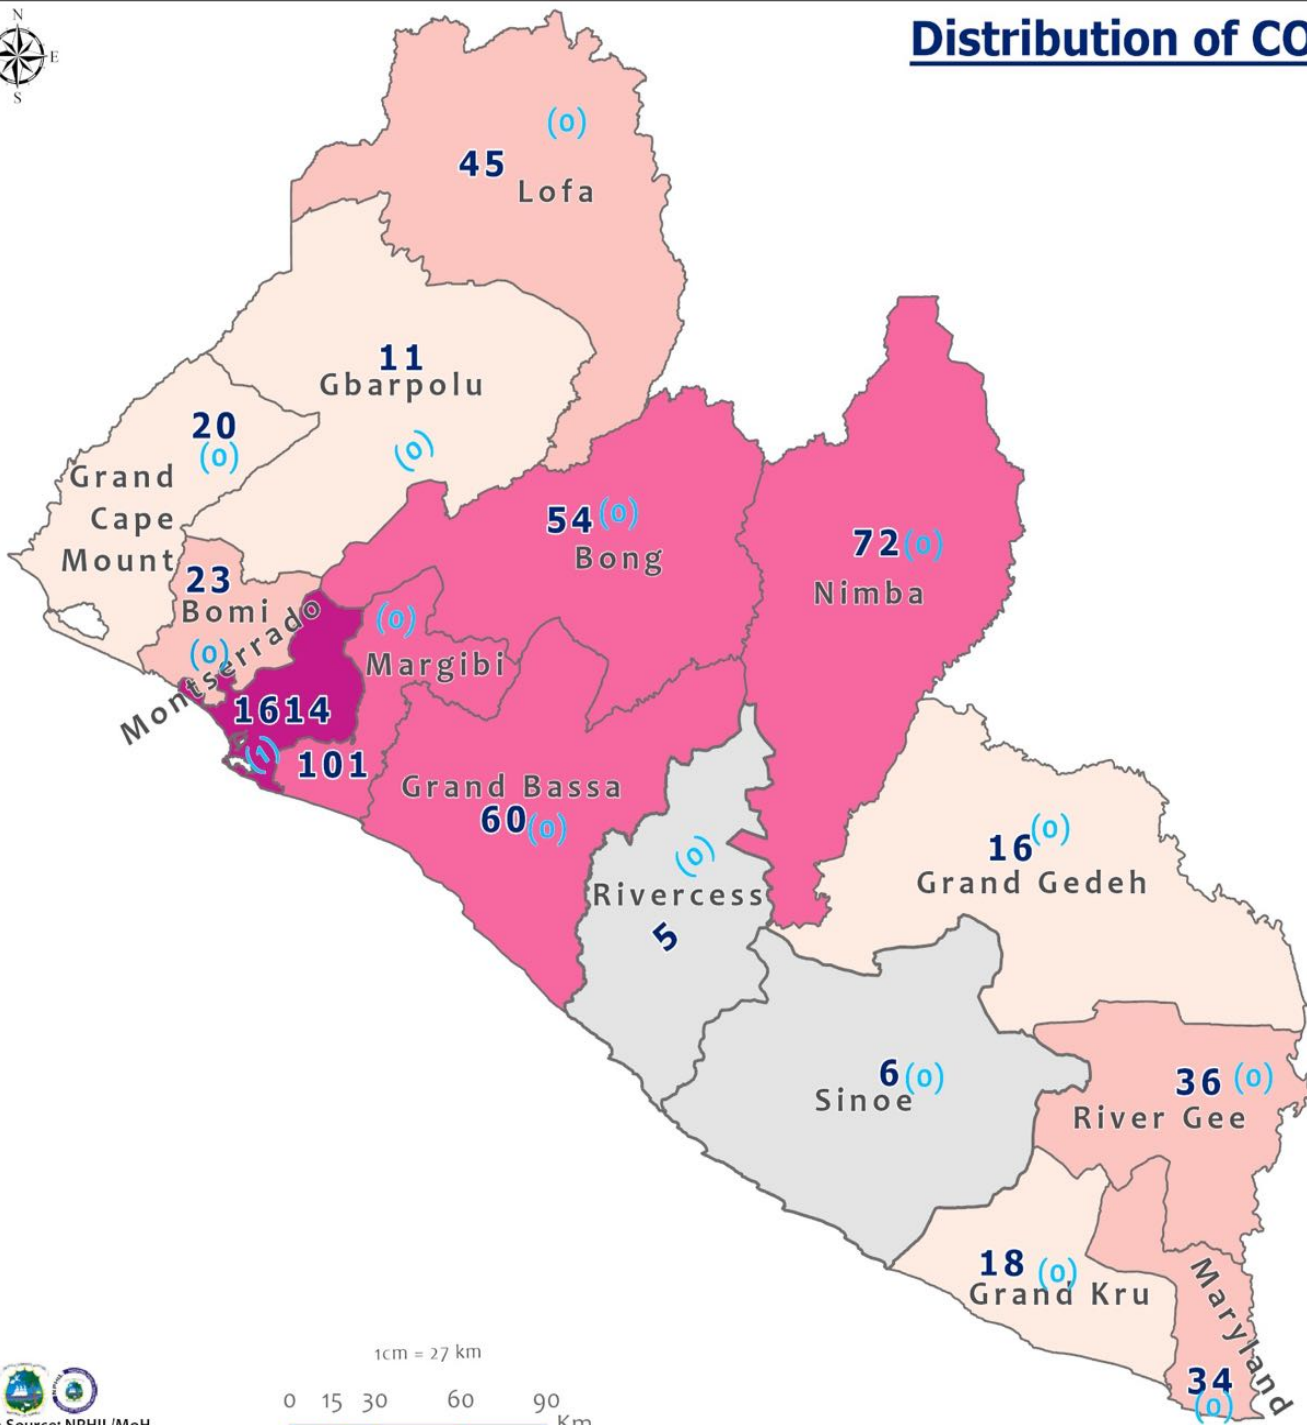 N
E
S
Distribution of CO
(0)
45
Lofa
11
Gbarpolu
(0)
20
(0)
Grand
Cape
Mount
54 (0)
Bong
72 (0)
Nimba
23
Bomi
(0)
Montserrado
1614
(1)
(0)
Margibi
101
Grand Bassa
60 (0)
(0)
Rivercess
5
16 (0)
Grand Gedeh
6 (0)
Sinoe
36 (0)
River Gee
18 (0)
Grand Kru
Maryland
34
(0)
1cm = 27 km
0 15 30 60 90
Km
Source: NPHIL/MoH